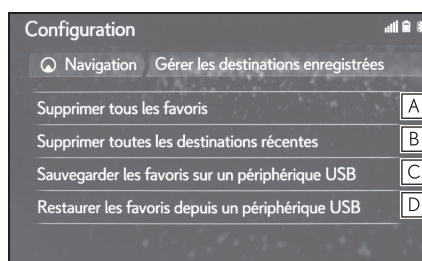 Configuration
Navigation Gérer les destinations enregistrées
Supprimer tous les favoris A
Supprimer toutes les destinations récentes B
Sauvegarder les favoris sur un périphérique USB C
Restaurer les favoris depuis un périphérique USB D